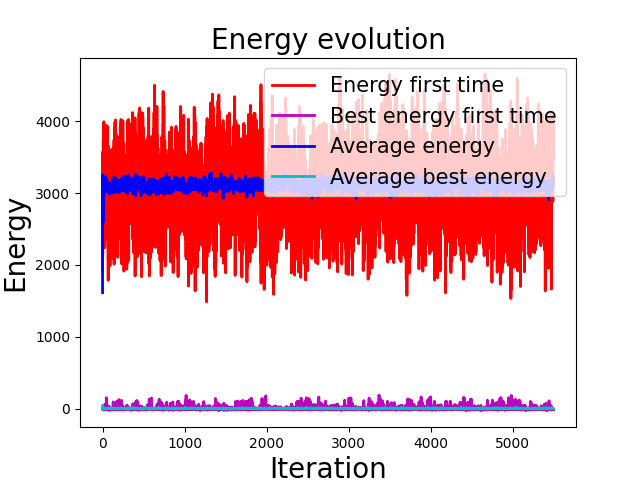 Energy evolution
Energy first time
Best energy first time
Average energy
Average best energy
Energy
4000
3000
2000
1000
0
0 1000 2000 3000 4000 5000
Iteration